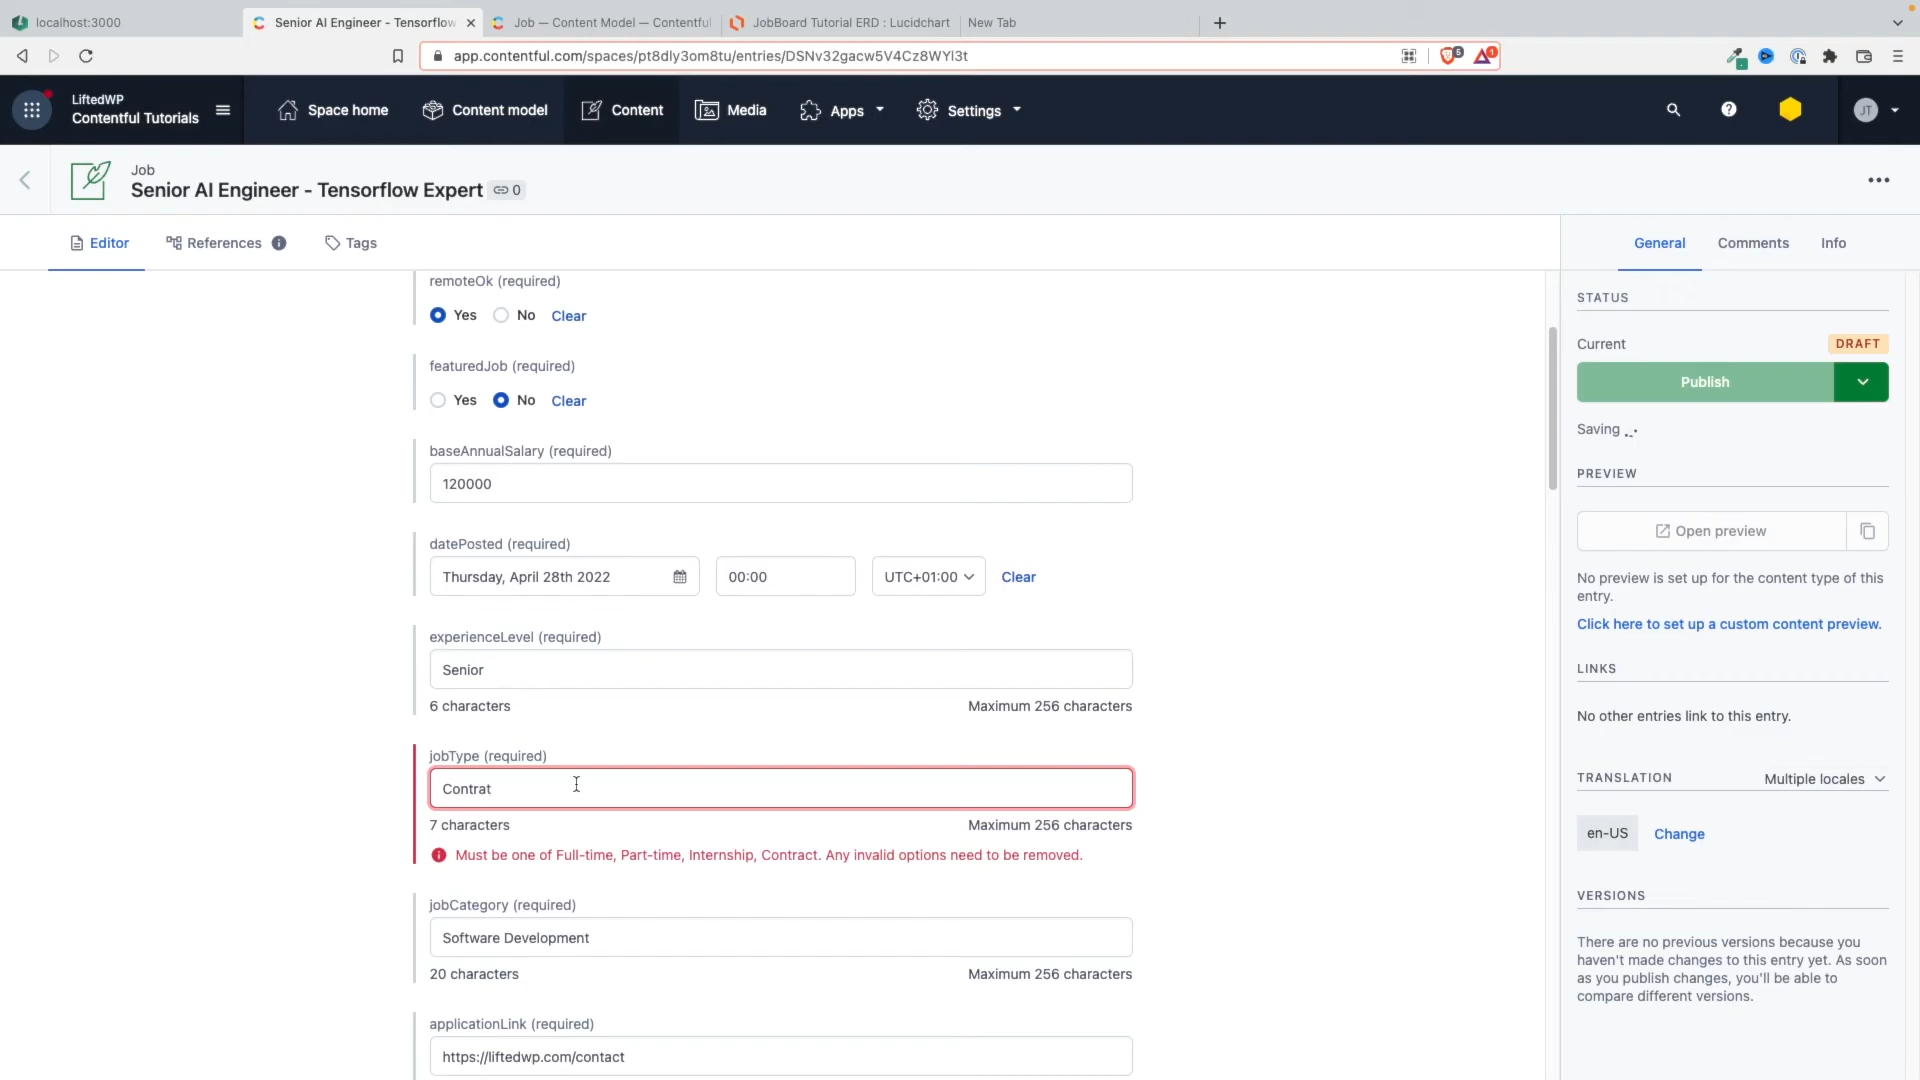 localhost:3000
Senior AI Engineer - Tensorflow
Job — Content Model — Contentful
JobBoard Tutorial ERD : Lucidchart
New Tab
app.contentful.com/spaces/pt8dly3om8tu/entries/DSNv32gacw5V4Cz8WYl3t
5
1
LiftedWP
Contentful Tutorials
Space home
Content model
Content
Media
Apps
Settings
JT
Job
Senior AI Engineer - Tensorflow Expert
0
Editor
References
Tags
General
Comments
Info
remoteOk (required)
Yes No Clear
featuredJob (required)
Yes No Clear
baseAnnualSalary (required)
120000
datePosted (required)
Thursday, April 28th 2022 00:00 UTC+01:00 Clear
experienceLevel (required)
Senior
6 characters Maximum 256 characters
jobType (required)
Contrat
7 characters Maximum 256 characters
Must be one of Full-time, Part-time, Internship, Contract. Any invalid options need to be removed.
jobCategory (required)
Software Development
20 characters Maximum 256 characters
applicationLink (required)
https://liftedwp.com/contact
STATUS
Current DRAFT
Publish
Saving
PREVIEW
Open preview
No preview is set up for the content type of this
entry.
Click here to set up a custom content preview.
LINKS
No other entries link to this entry.
TRANSLATION Multiple locales
en-US Change
VERSIONS
There are no previous versions because you
haven't made changes to this entry yet. As soon
as you publish changes, you'll be able to
compare different versions.